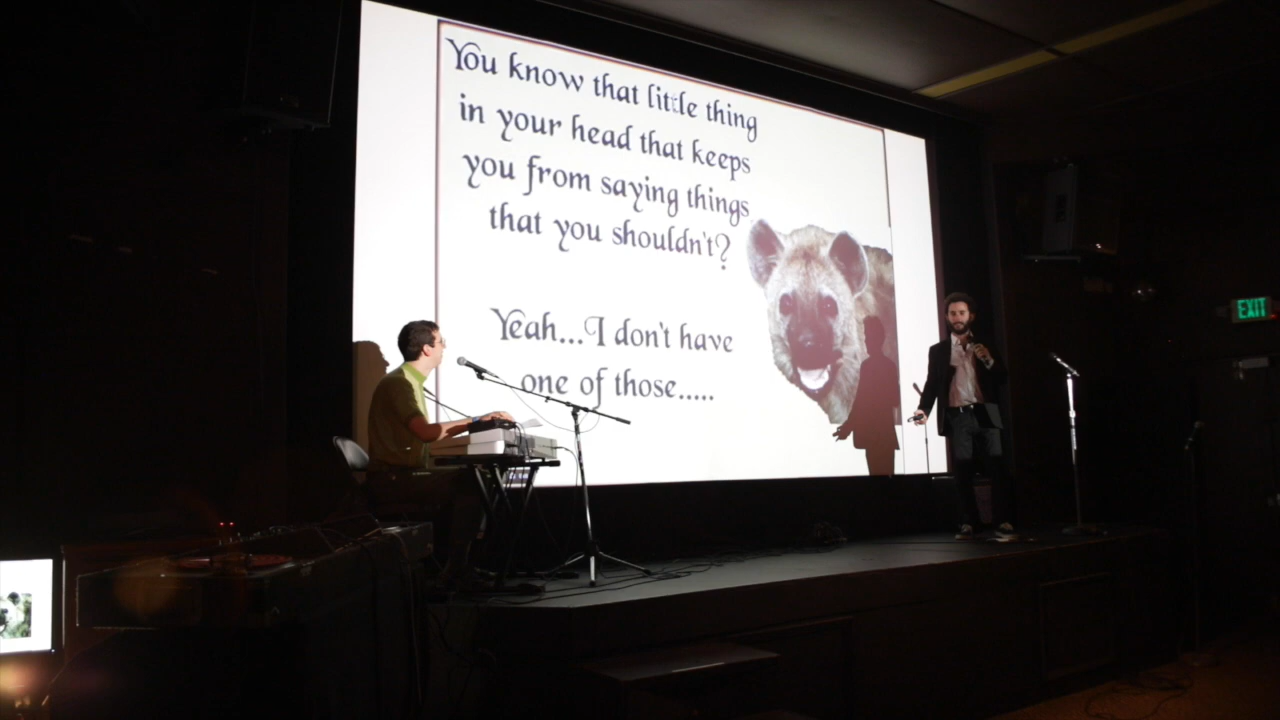 You know that little thing
in your head that keeps
you from saying things
that you shouldn't?
Yeah...I don't have
one of those.....
EXIT